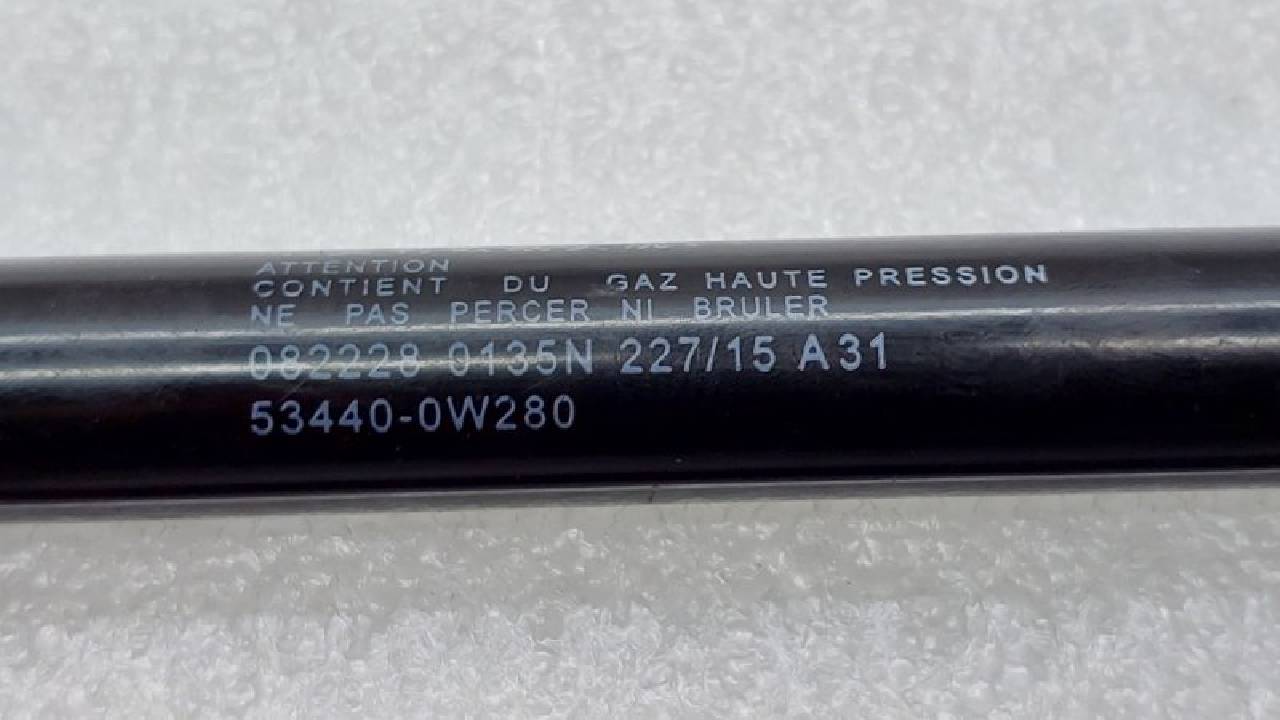 ATTENTION
CONTIENT DU GAZ HAUTE PRESSION
NE PAS PERCER NI BRULER
082228 0135N 227/15 A31
53440-0W280